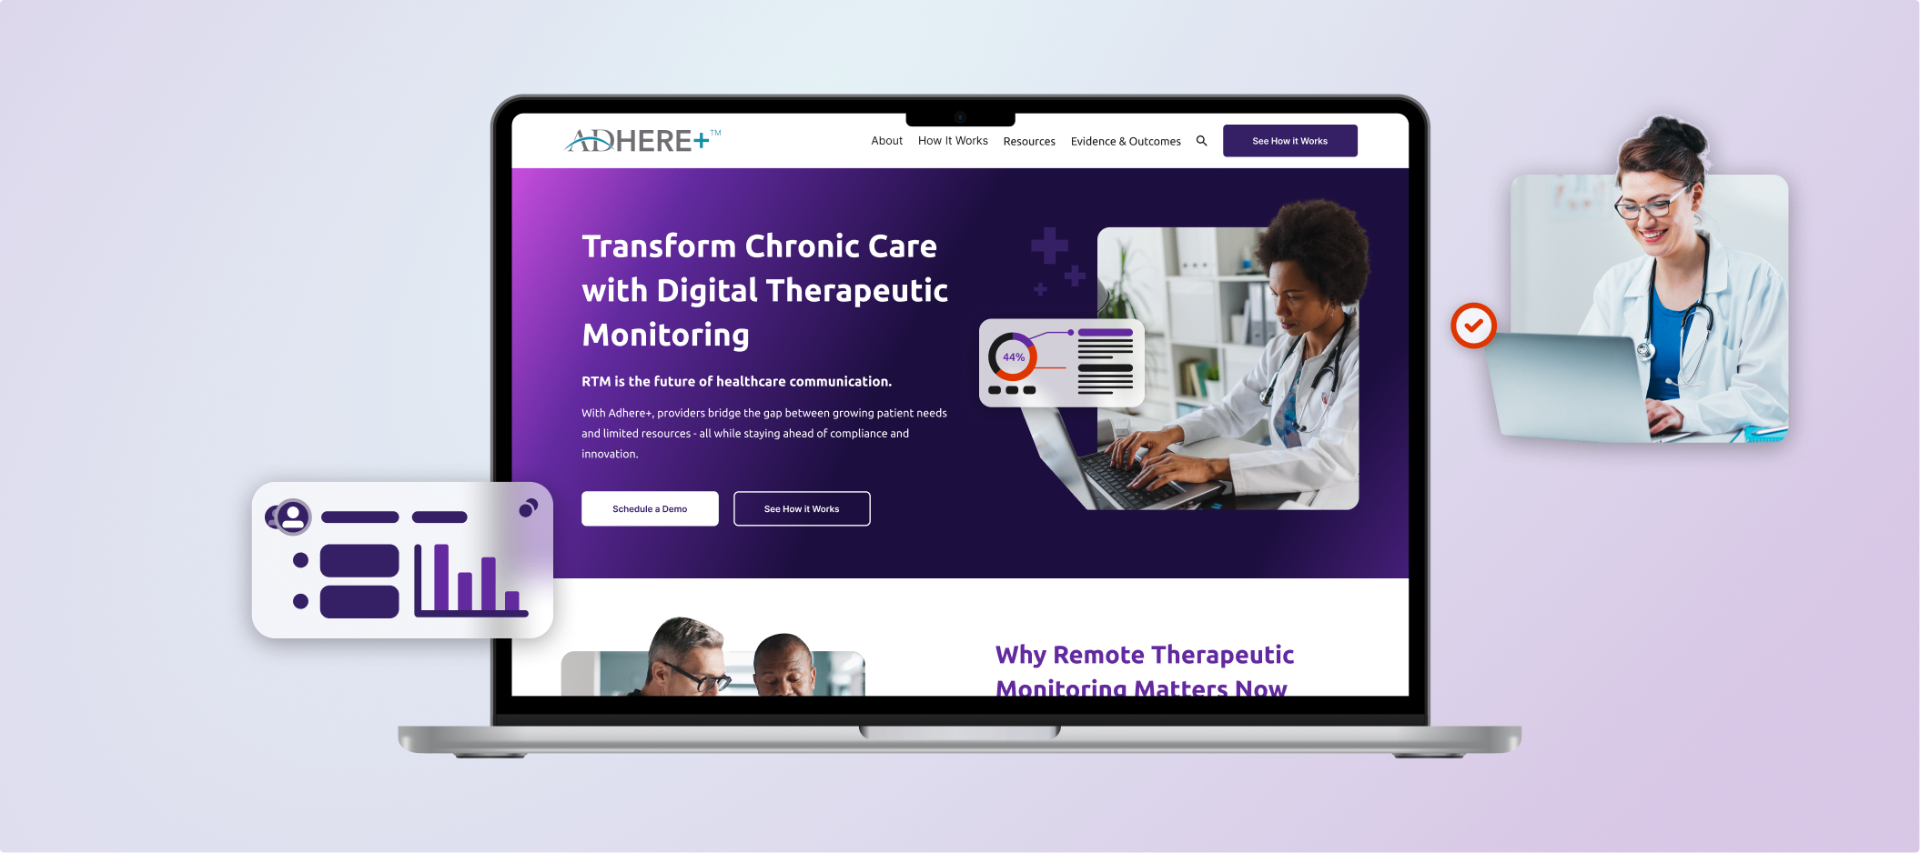 ADHERE+™
About How It Works Resources Evidence & Outcomes See How it Works
Transform Chronic Care
with Digital Therapeutic
Monitoring
RTM is the future of healthcare communication.
With Adhere+, providers bridge the gap between growing patient needs
and limited resources - all while staying ahead of compliance and
innovation.
Schedule a Demo See How it Works
44%
Why Remote Therapeutic
Monitoring Matters Now